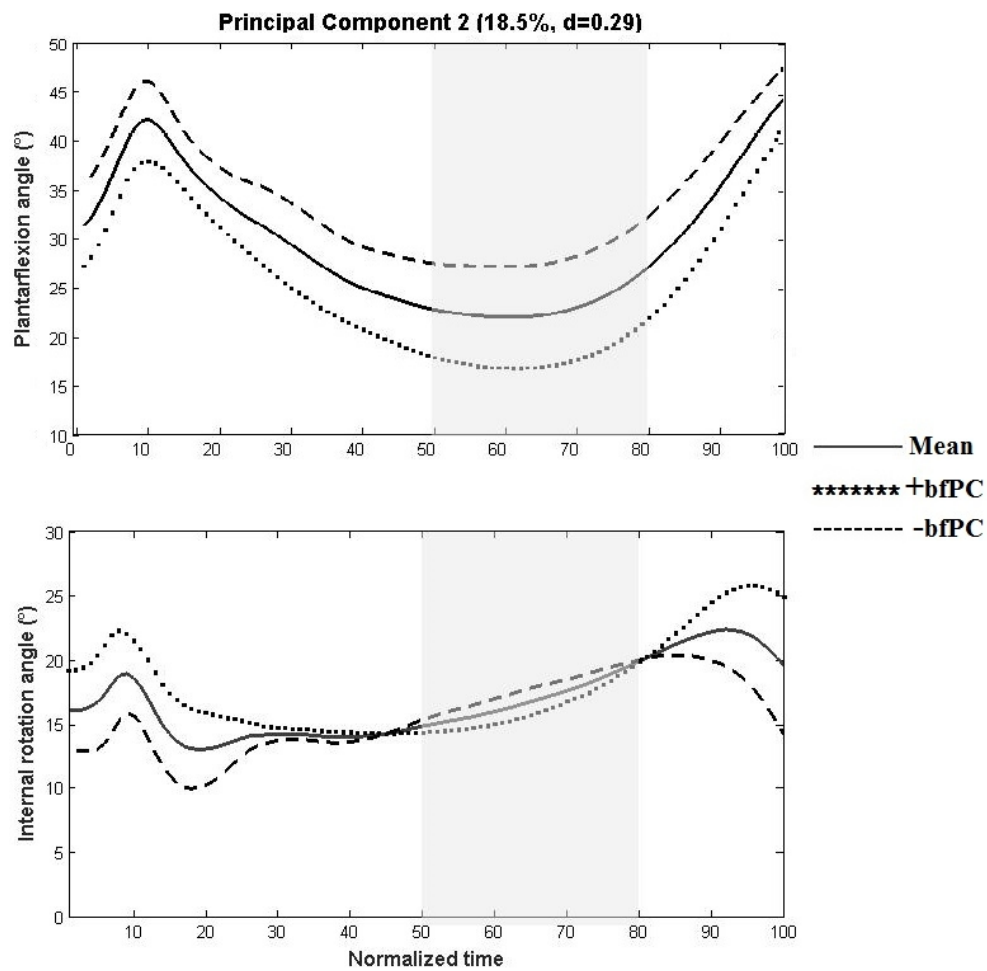 Principal Component 2 (18.5%, d=0.29)
50
45
40
35
30
25
20
15
10
Plantarflexion angle (°)
0 10 20 30 40 50 60 70 80 90 100
Mean
******* +bfPC
-------- -bfPC
30
25
20
15
10
5
0
Internal rotation angle (°)
10 20 30 40 50 60 70 80 90 100
Normalized time